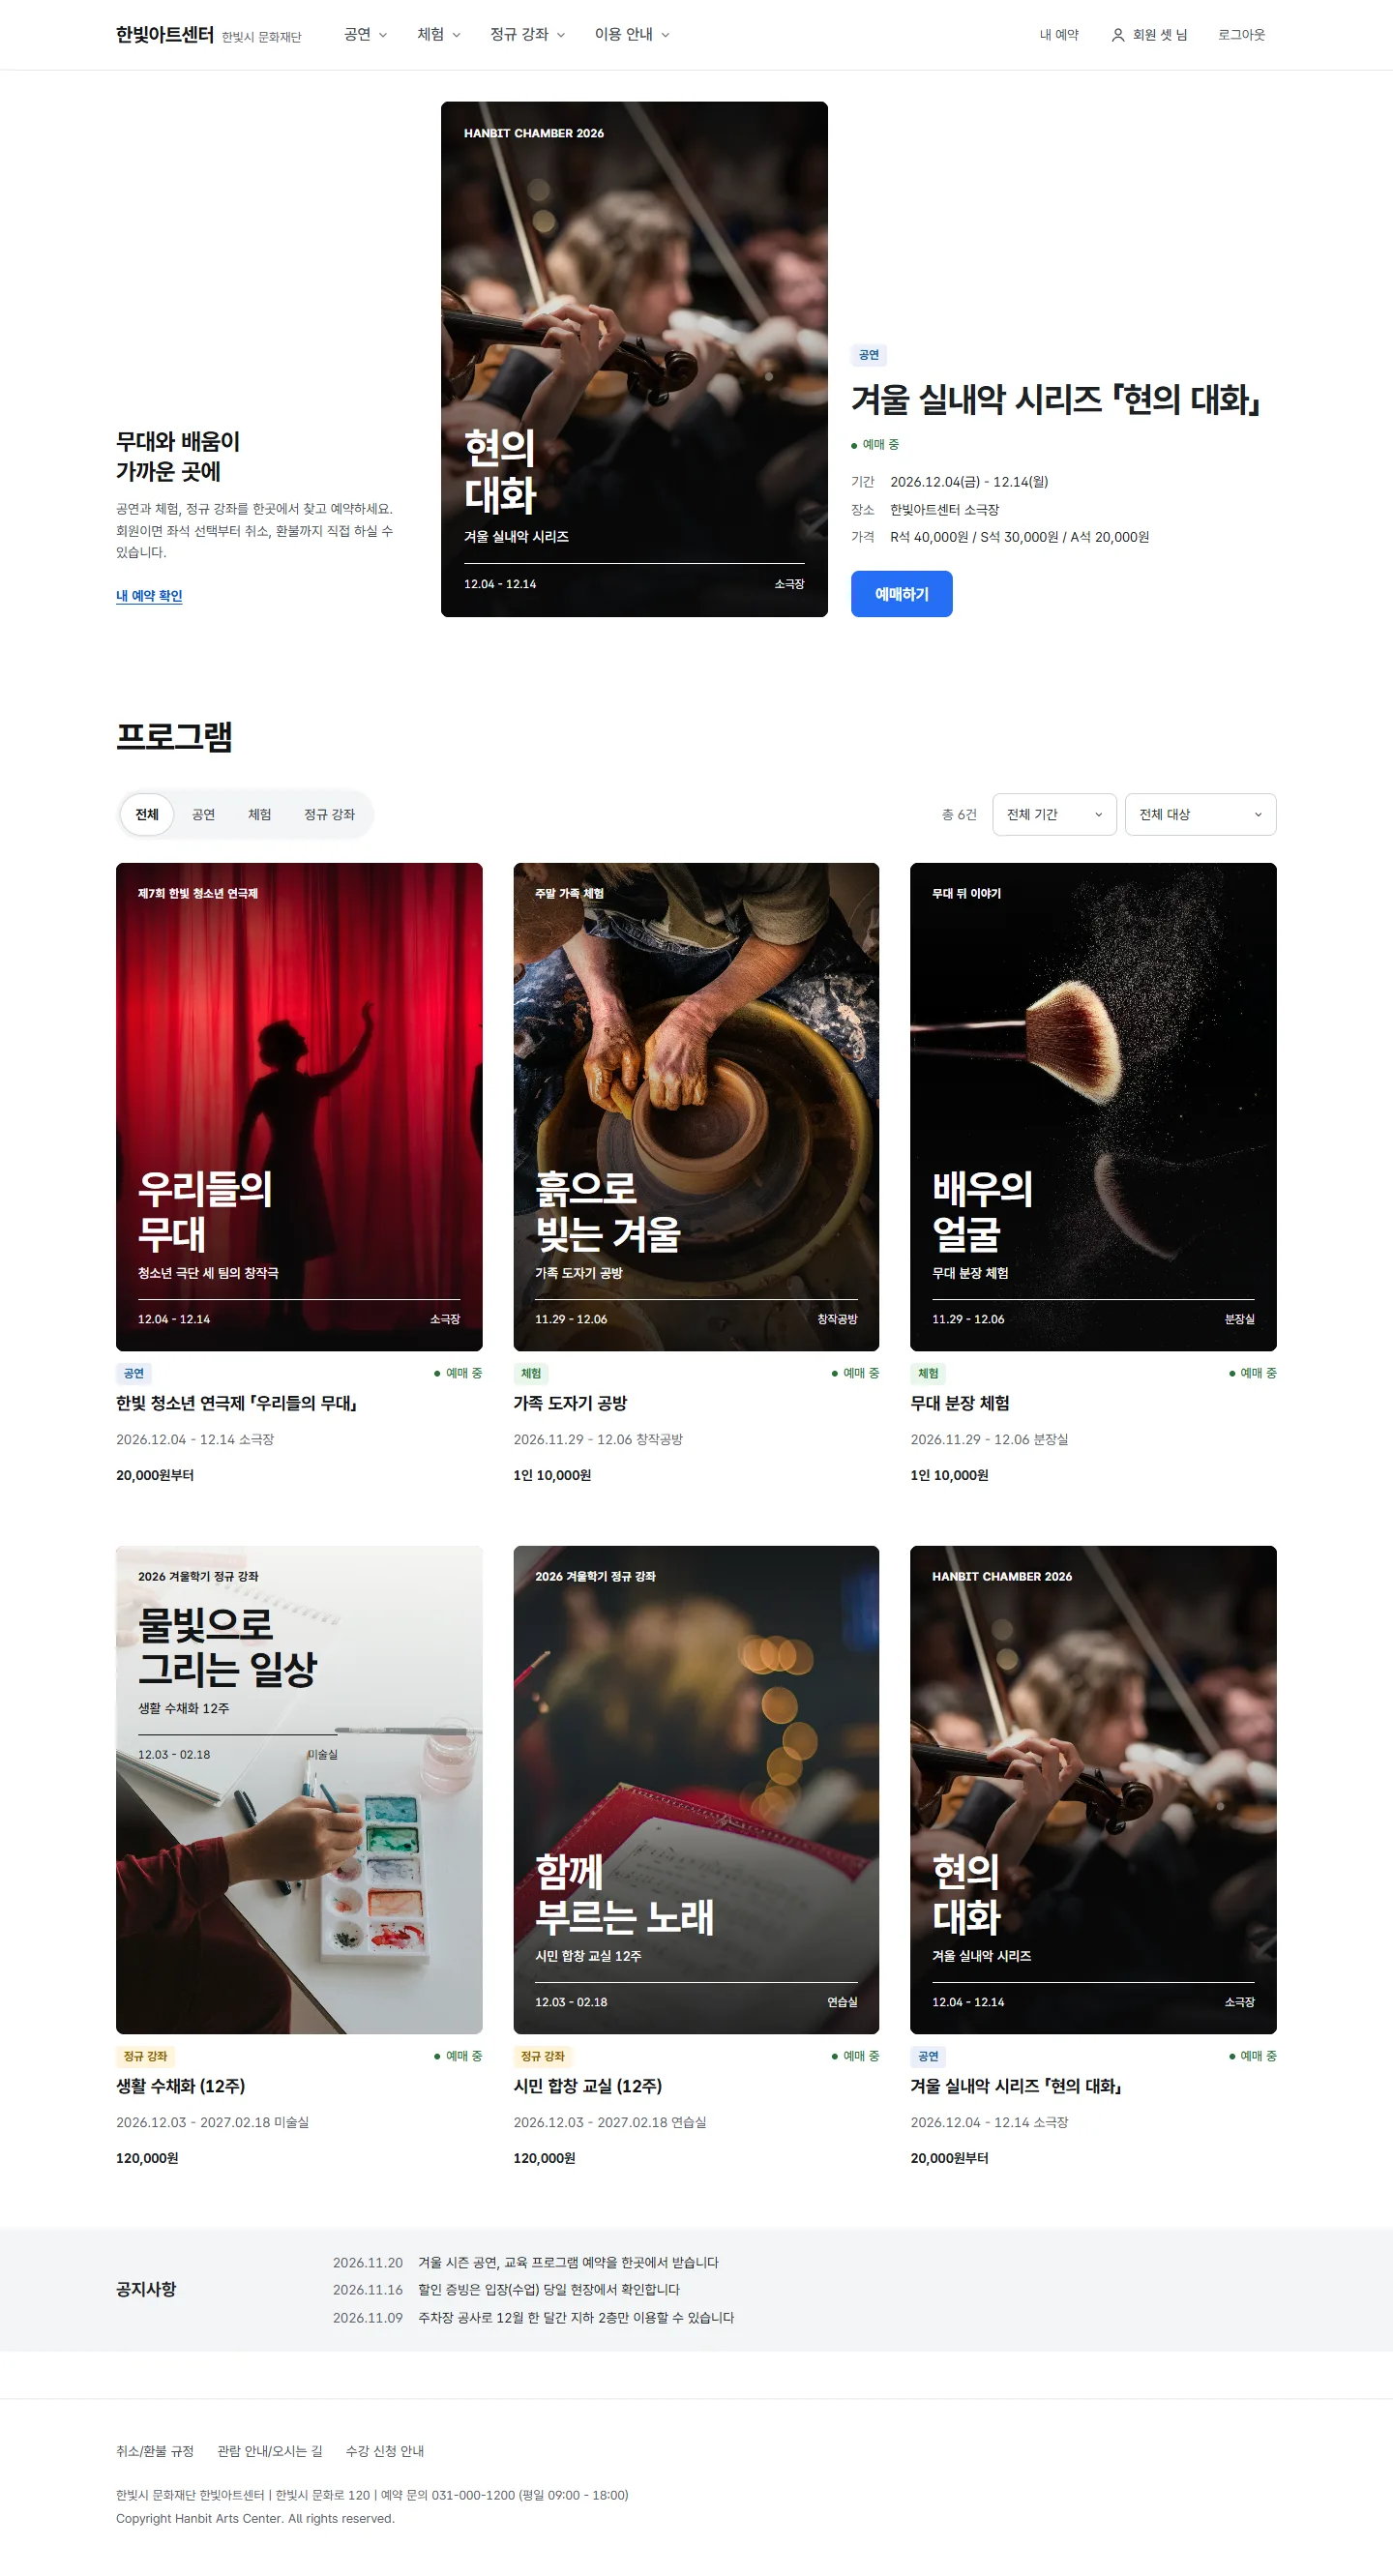 한빛아트센터 한빛시 문화재단 공연 체험 정규 강좌 이용 안내 내 예약 회원 셋 님 로그아웃
HANBIT CHAMBER 2026
현의
대화
겨울 실내악 시리즈
12.04 - 12.14 소극장
무대와 배움이
가까운 곳에
공연과 체험, 정규 강좌를 한곳에서 찾고 예약하세요.
회원이면 좌석 선택부터 취소, 환불까지 직접 하실 수
있습니다.
내 예약 확인
공연
겨울 실내악 시리즈 「현의 대화」
예매 중
기간 2026.12.04(금) - 12.14(월)
장소 한빛아트센터 소극장
가격 R석 40,000원 / S석 30,000원 / A석 20,000원
예매하기
프로그램
전체 공연 체험 정규 강좌 총 6건 전체 기간 전체 대상
제7회 한빛 청소년 연극제
우리들의
무대
청소년 극단 세 팀의 창작극
12.04 - 12.14 소극장
공연 예매 중
한빛 청소년 연극제 「우리들의 무대」
2026.12.04 - 12.14 소극장
20,000원부터
주말 가족 체험
흙으로
빚는 겨울
가족 도자기 공방
11.29 - 12.06 창작공방
체험 예매 중
가족 도자기 공방
2026.11.29 - 12.06 창작공방
1인 10,000원
무대 뒤 이야기
배우의
얼굴
무대 분장 체험
11.29 - 12.06 분장실
체험 예매 중
무대 분장 체험
2026.11.29 - 12.06 분장실
1인 10,000원
2026 겨울학기 정규 강좌
물빛으로
그리는 일상
생활 수채화 12주
12.03 - 02.18 미술실
정규 강좌 예매 중
생활 수채화 (12주)
2026.12.03 - 2027.02.18 미술실
120,000원
2026 겨울학기 정규 강좌
함께
부르는 노래
시민 합창 교실 12주
12.03 - 02.18 연습실
정규 강좌 예매 중
시민 합창 교실 (12주)
2026.12.03 - 2027.02.18 연습실
120,000원
HANBIT CHAMBER 2026
현의
대화
겨울 실내악 시리즈
12.04 - 12.14 소극장
공연 예매 중
겨울 실내악 시리즈 「현의 대화」
2026.12.04 - 12.14 소극장
20,000원부터
공지사항
2026.11.20 겨울 시즌 공연, 교육 프로그램 예약을 한곳에서 받습니다
2026.11.16 할인 증빙은 입장(수업) 당일 현장에서 확인합니다
2026.11.09 주차장 공사로 12월 한 달간 지하 2층만 이용할 수 있습니다
취소/환불 규정 관람 안내/오시는 길 수강 신청 안내
한빛시 문화재단 한빛아트센터 | 한빛시 문화로 120 | 예약 문의 031-000-1200 (평일 09:00 - 18:00)
Copyright Hanbit Arts Center. All rights reserved.